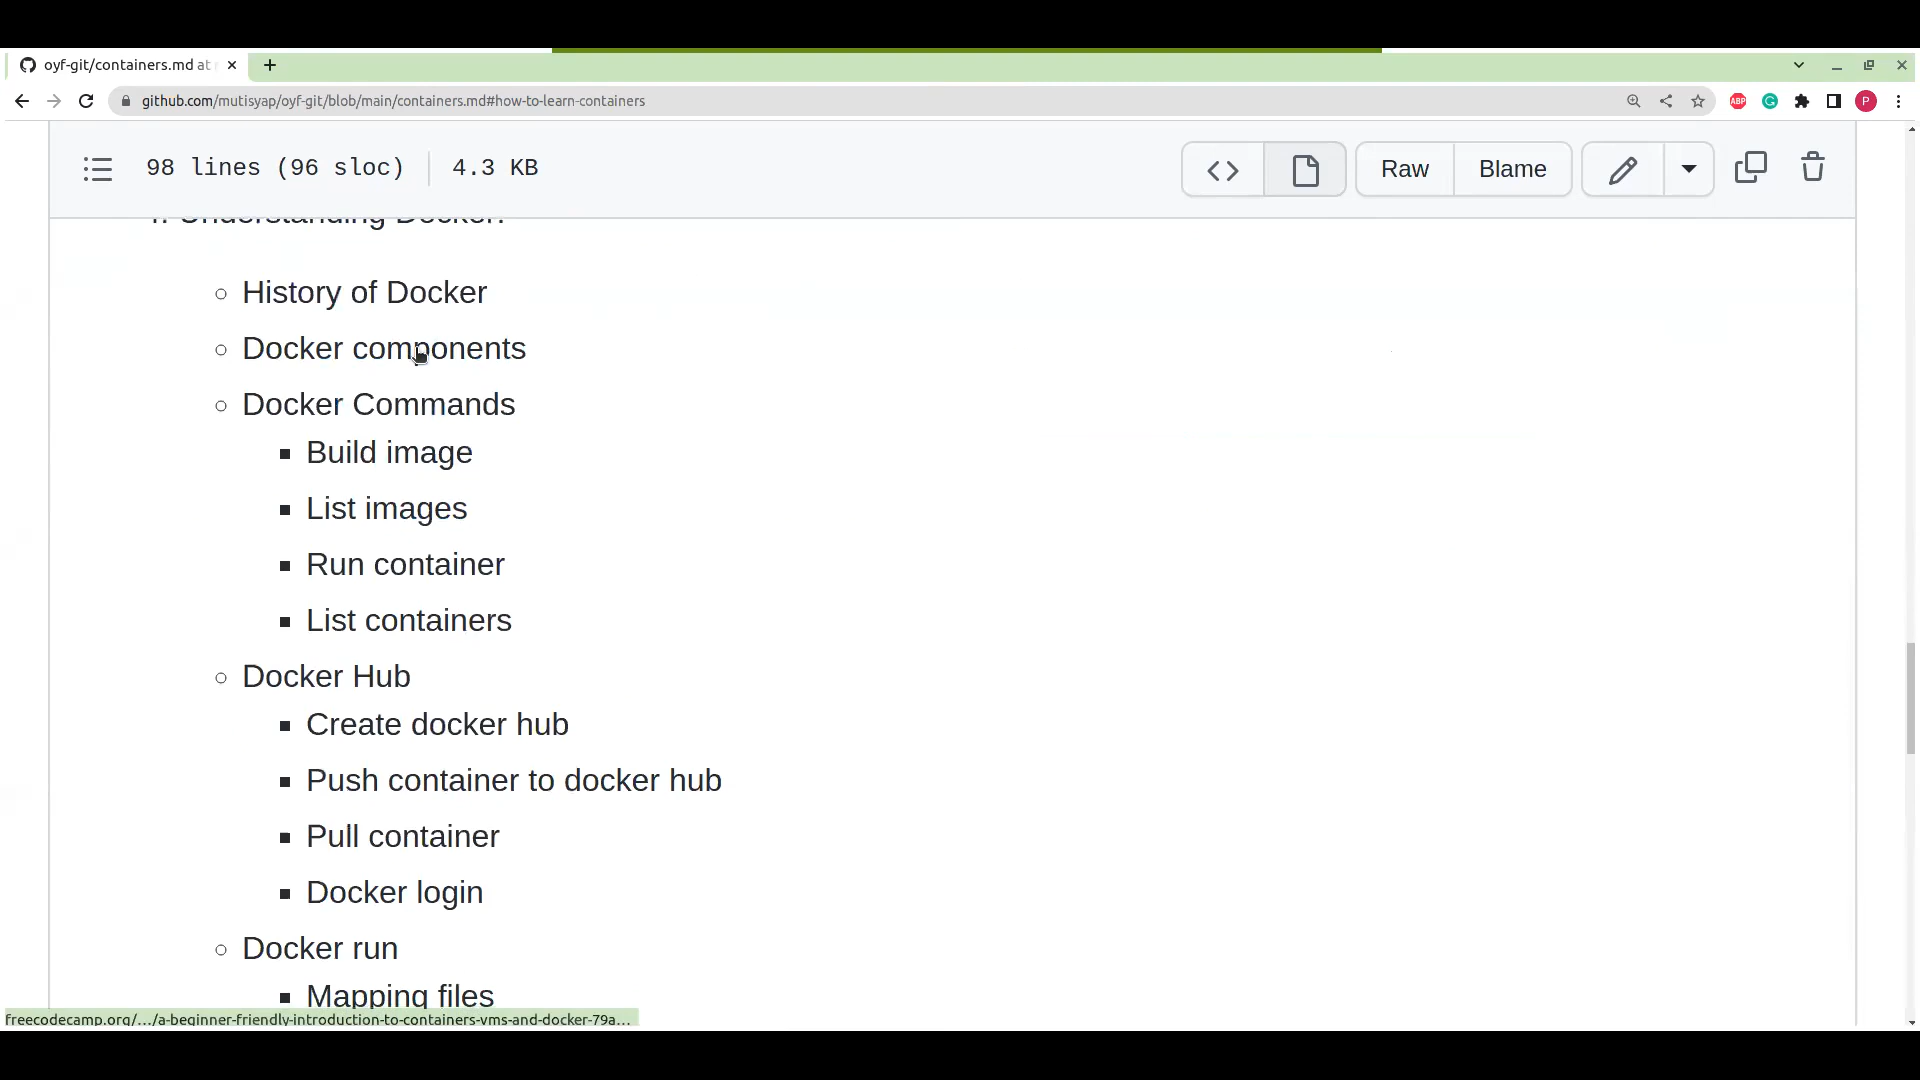 oyf-git/containers.md at
github.com/mutisyap/oyf-git/blob/main/containers.md#how-to-learn-containers
ABP
P
98 lines (96 sloc) 4.3 KB
Raw
Blame
Understanding Docker.
History of Docker
Docker components
Docker Commands
Build image
List images
Run container
List containers
Docker Hub
Create docker hub
Push container to docker hub
Pull container
Docker login
Docker run
Mapping files
freecodecamp.org/.../a-beginner-friendly-introduction-to-containers-vms-and-docker-79a...